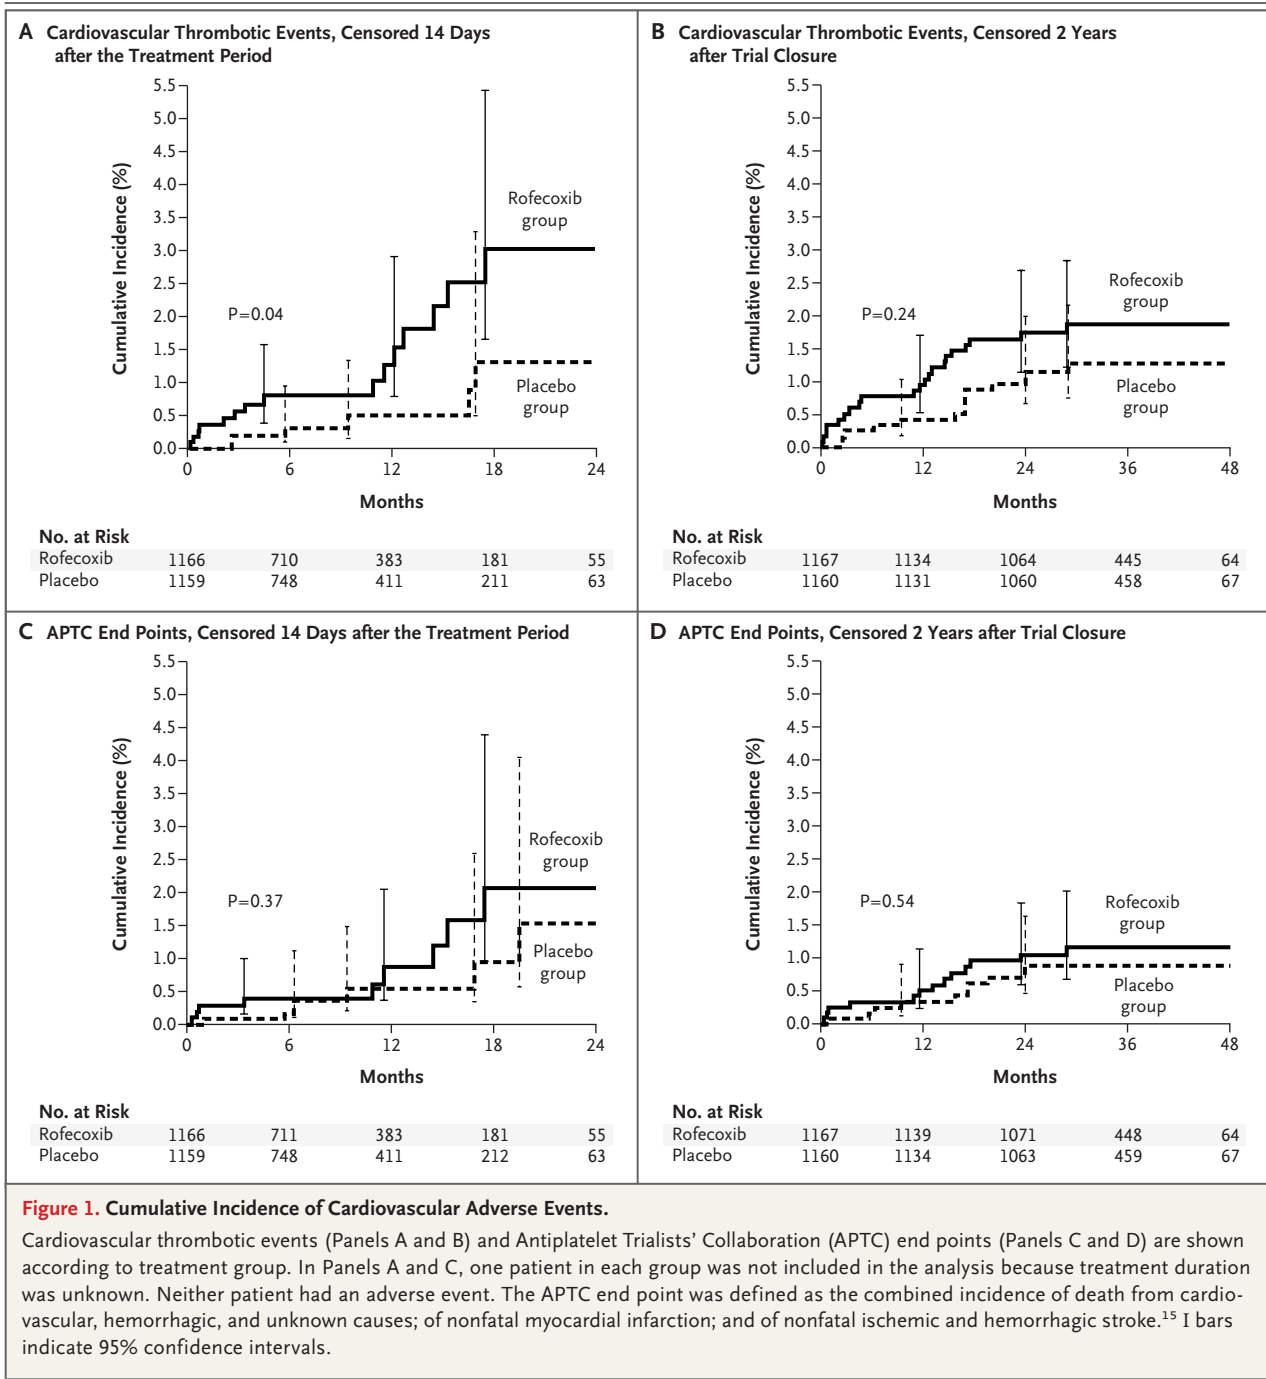 A Cardiovascular Thrombotic Events, Censored 14 Days
after the Treatment Period
5.5
5.0
4.5
4.0
3.5
3.0
2.5
2.0
1.5
1.0
0.5
0.0
Cumulative Incidence (%)
Rofecoxib
group
P=0.04
Placebo
group
0 6 12 18 24
Months
No. at Risk
Rofecoxib 1166 710 383 181 55
Placebo 1159 748 411 211 63
B Cardiovascular Thrombotic Events, Censored 2 Years
after Trial Closure
5.5
5.0
4.5
4.0
3.5
3.0
2.5
2.0
1.5
1.0
0.5
0.0
Cumulative Incidence (%)
Rofecoxib
group
P=0.24
Placebo
group
0 12 24 36 48
Months
No. at Risk
Rofecoxib 1167 1134 1064 445 64
Placebo 1160 1131 1060 458 67
C APTC End Points, Censored 14 Days after the Treatment Period
5.5
5.0
4.5
4.0
3.5
3.0
2.5
2.0
1.5
1.0
0.5
0.0
Cumulative Incidence (%)
Rofecoxib
group
P=0.37
Placebo
group
0 6 12 18 24
Months
No. at Risk
Rofecoxib 1166 711 383 181 55
Placebo 1159 748 411 212 63
D APTC End Points, Censored 2 Years after Trial Closure
5.5
5.0
4.5
4.0
3.5
3.0
2.5
2.0
1.5
1.0
0.5
0.0
Cumulative Incidence (%)
P=0.54
Rofecoxib
group
Placebo
group
0 12 24 36 48
Months
No. at Risk
Rofecoxib 1167 1139 1071 448 64
Placebo 1160 1134 1063 459 67
Figure 1. Cumulative Incidence of Cardiovascular Adverse Events.
Cardiovascular thrombotic events (Panels A and B) and Antiplatelet Trialists' Collaboration (APTC) end points (Panels C and D) are shown
according to treatment group. In Panels A and C, one patient in each group was not included in the analysis because treatment duration
was unknown. Neither patient had an adverse event. The APTC end point was defined as the combined incidence of death from cardio-
vascular, hemorrhagic, and unknown causes; of nonfatal myocardial infarction; and of nonfatal ischemic and hemorrhagic stroke.¹⁵ I bars
indicate 95% confidence intervals.